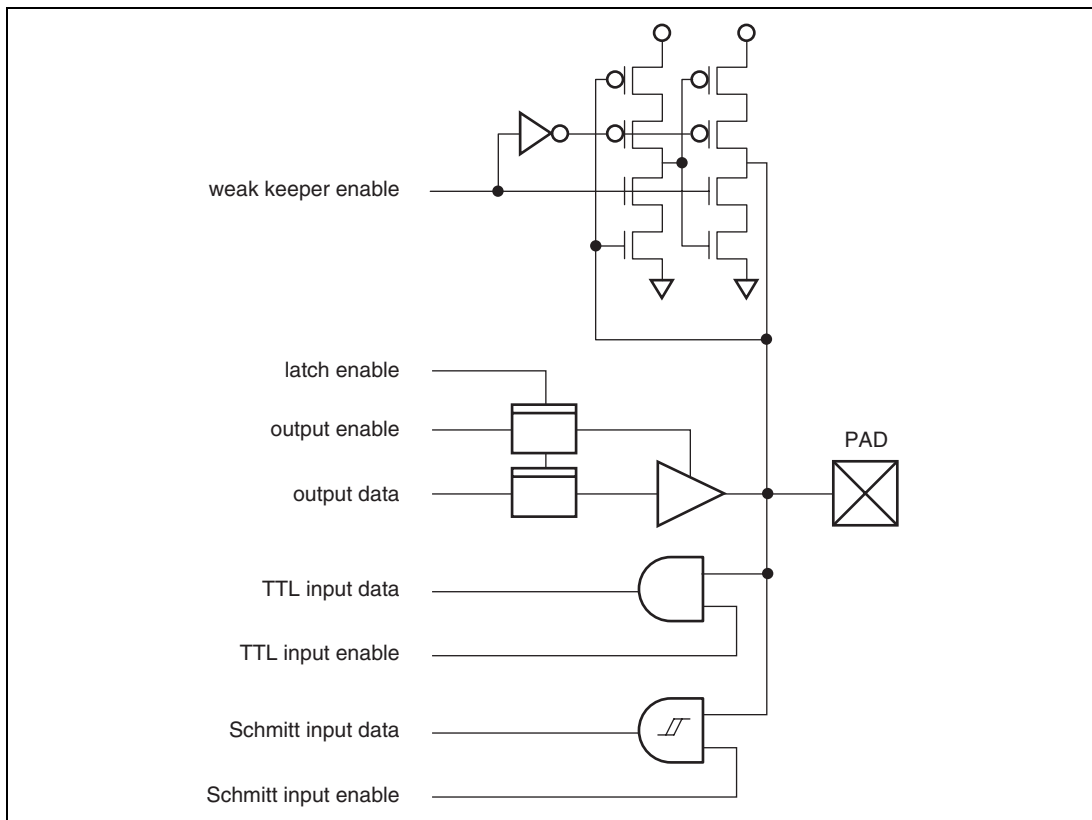 weak keeper enable
latch enable
output enable
PAD
output data
TTL input data
TTL input enable
Schmitt input data
Schmitt input enable